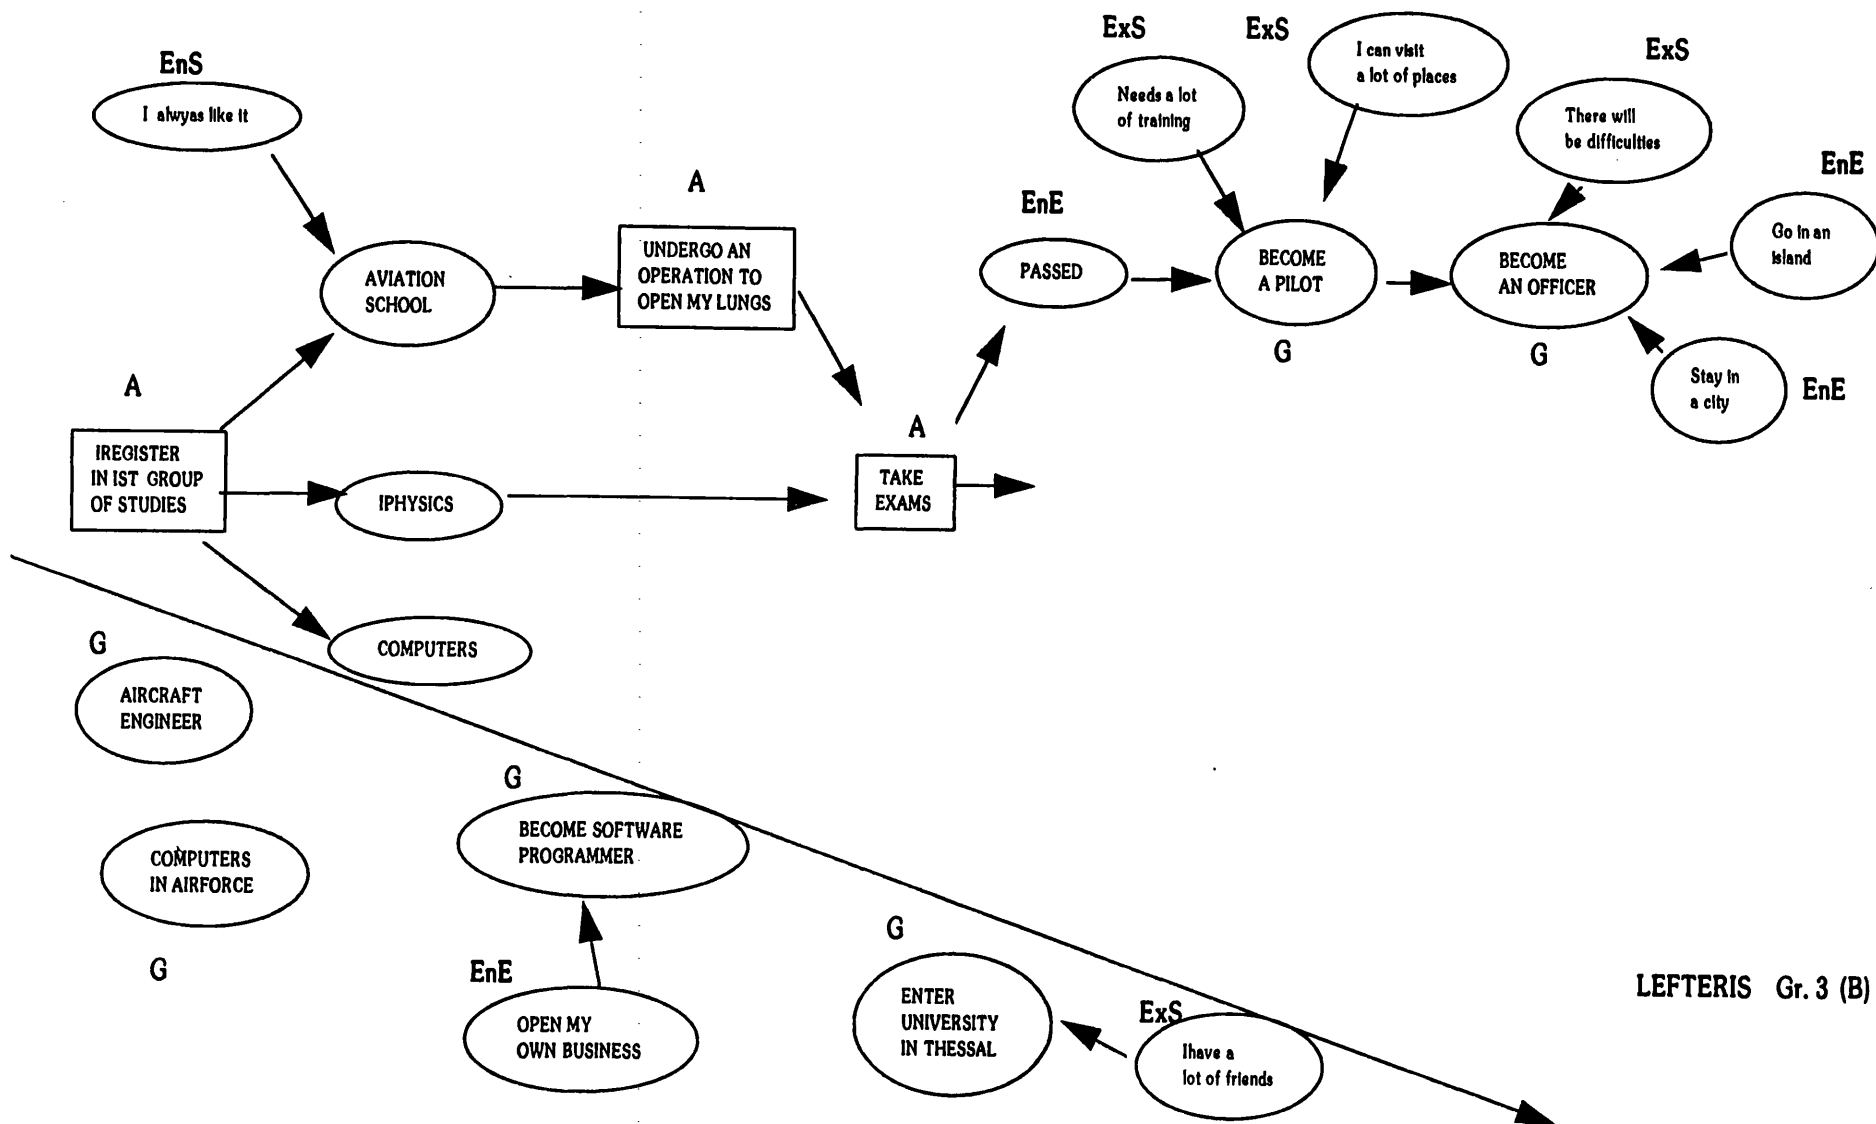 EnS
I alwyas like it
ExS
Needs a lot
of training
ExS
I can visit
a lot of places
ExS
There will
be difficulties
EnE
Go in an
island
A
UNDERGO AN
OPERATION TO
OPEN MY LUNGS
AVIATION
SCHOOL
EnE
PASSED
BECOME
A PILOT
G
BECOME
AN OFFICER
G
Stay in
a city
EnE
A
IREGISTER
IN IST GROUP
OF STUDIES
IPHYSICS
A
TAKE
EXAMS
COMPUTERS
G
AIRCRAFT
ENGINEER
G
BECOME SOFTWARE
PROGRAMMER
COMPUTERS
IN AIRFORCE
G
EnE
OPEN MY
OWN BUSINESS
G
ENTER
UNIVERSITY
IN THESSAL
ExS
Ihave a
lot of friends
LEFTERIS Gr. 3 (B)